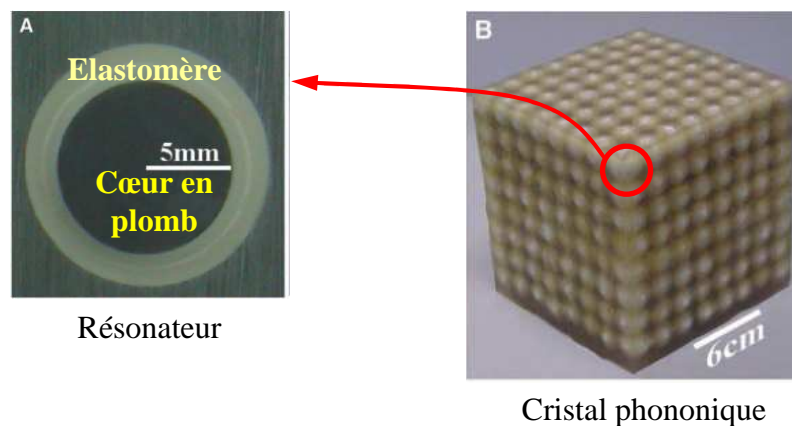 A
Elastomère
5mm
Cœur en
plomb
Résonateur
B
6cm
Cristal phononique